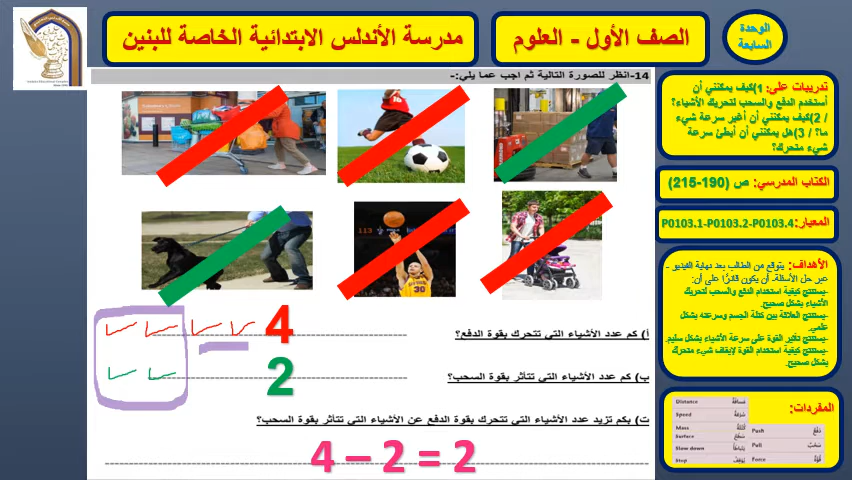 مدرسة الأندلس الابتدائية الخاصة للبنين
الصف الأول - العلوم
الوحدة
السابعة
14-انظر للصورة التالية ثم اجب عما يلي:-
أ) كم عدد الأشياء التي تتحرك بقوة الدفع؟
4
ب) كم عدد الأشياء التي تتأثر بقوة السحب؟
2
ت) بكم تزيد عدد الأشياء التي تتحرك بقوة الدفع عن الأشياء التي تتأثر بقوة السحب؟
4 – 2 = 2
113
30
تدريبات على: 1)كيف يمكنني أن
أستخدم الدفع والسحب لتحريك الأشياء؟
/ 2)كيف يمكنني أن أغير سرعة شيء
ما؟ / 3)هل يمكنني أن أبطئ سرعة
شيء متحرك؟
الكتاب المدرسي: ص (190-215)
المعيار:P0103.1-P0103.2-P0103.4
الأهداف: يتوقع من الطالب بعد نهاية الفيديو -
عبر حل الأسئلة- أن يكون قادرًا على أن:
-يستنتج كيفية استخدام الدفع والسحب لتحريك
الأشياء بشكل صحيح.
-يستنتج العلاقة بين كتلة الجسم وسرعته بشكل
علمي.
-يستنتج تأثير القوة على سرعة الأشياء بشكل سليم.
-يستنتج كيفية استخدام القوة لإيقاف شيء متحرك
بشكل صحيح.
المفردات:
Distance مَسافَةٌ
Speed سُرْعَةٌ
Mass كُتْلَةٌ
Surface سَطْحٌ
Slow down يَتَباطَأُ
Stop يُوقِفُ
Push دَفْعٌ
Pull سَحْبٌ
Force قُوَّةٌ